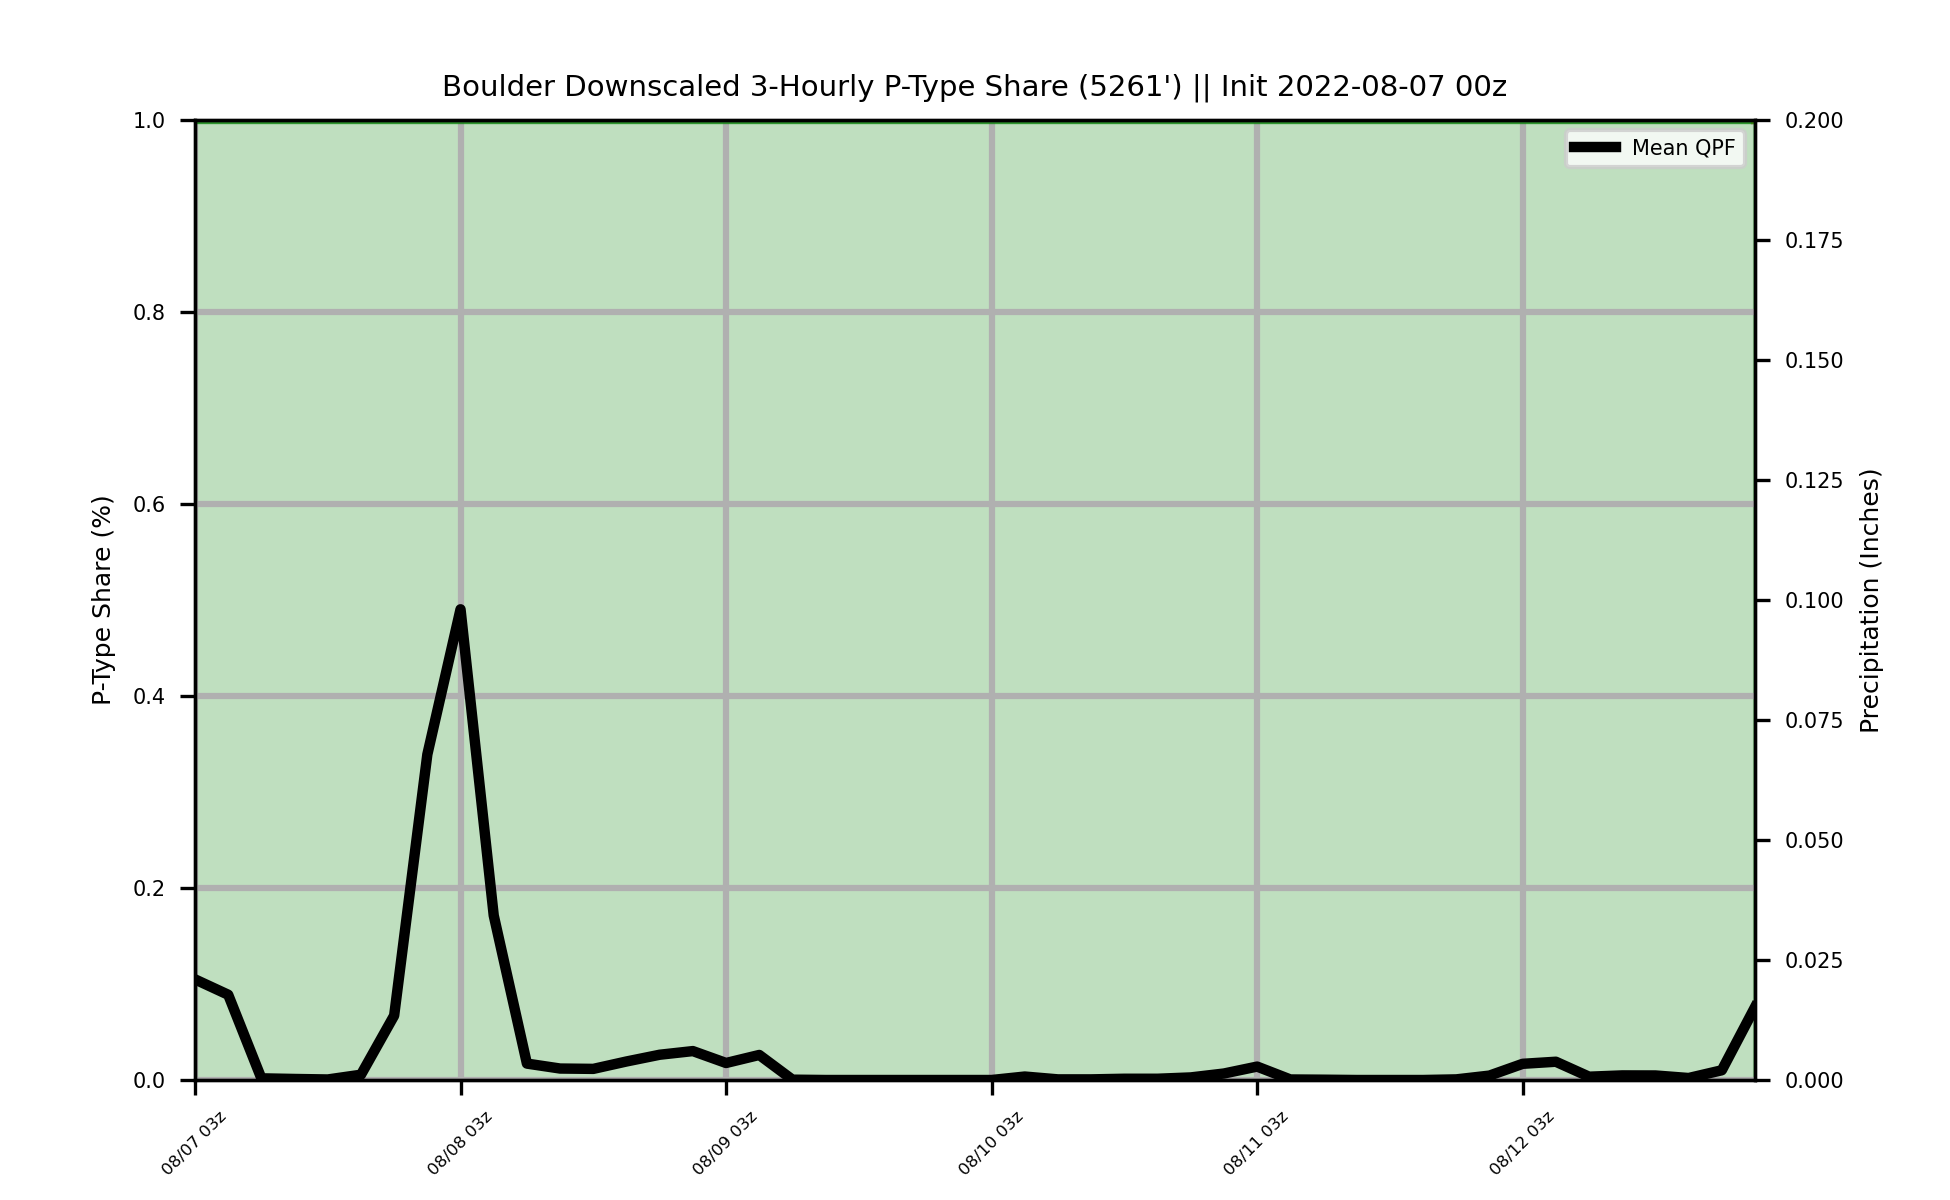 Boulder Downscaled 3-Hourly P-Type Share (5261') || Init 2022-08-07 00z
Mean QPF
P-Type Share (%)
1.0
0.8
0.6
0.4
0.2
0.0
0.200
0.175
0.150
0.125
0.100
0.075
0.050
0.025
0.000
Precipitation (Inches)
08/07 03z
08/08 03z
08/09 03z
08/10 03z
08/11 03z
08/12 03z